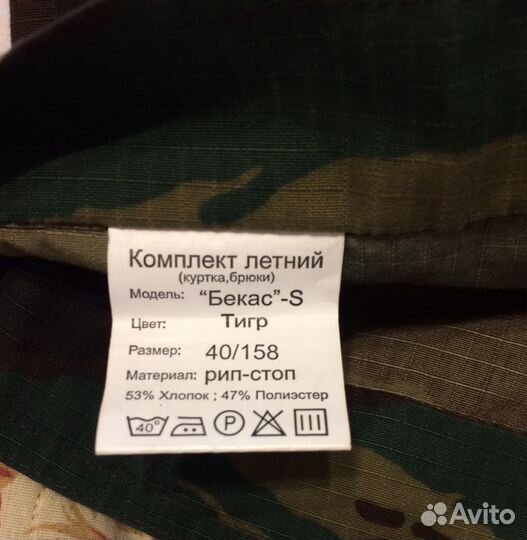 Комплект летний
(куртка,брюки)
Модель: "Бекас"-S
Цвет: Тигр
Размер: 40/158
Материал: рип-стоп
53% Хлопок ; 47% Полиэстер
40° P
Avito